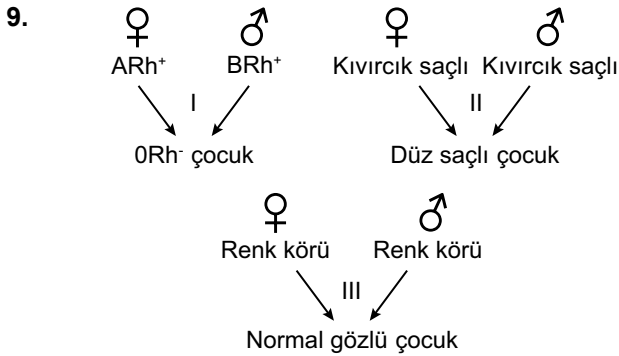 9.
♀ ♂ ♀ ♂
ARh⁺ BRh⁺ Kıvırcık saçlı Kıvırcık saçlı
I II
0Rh⁻ çocuk Düz saçlı çocuk
♀ ♂
Renk körü Renk körü
III
Normal gözlü çocuk